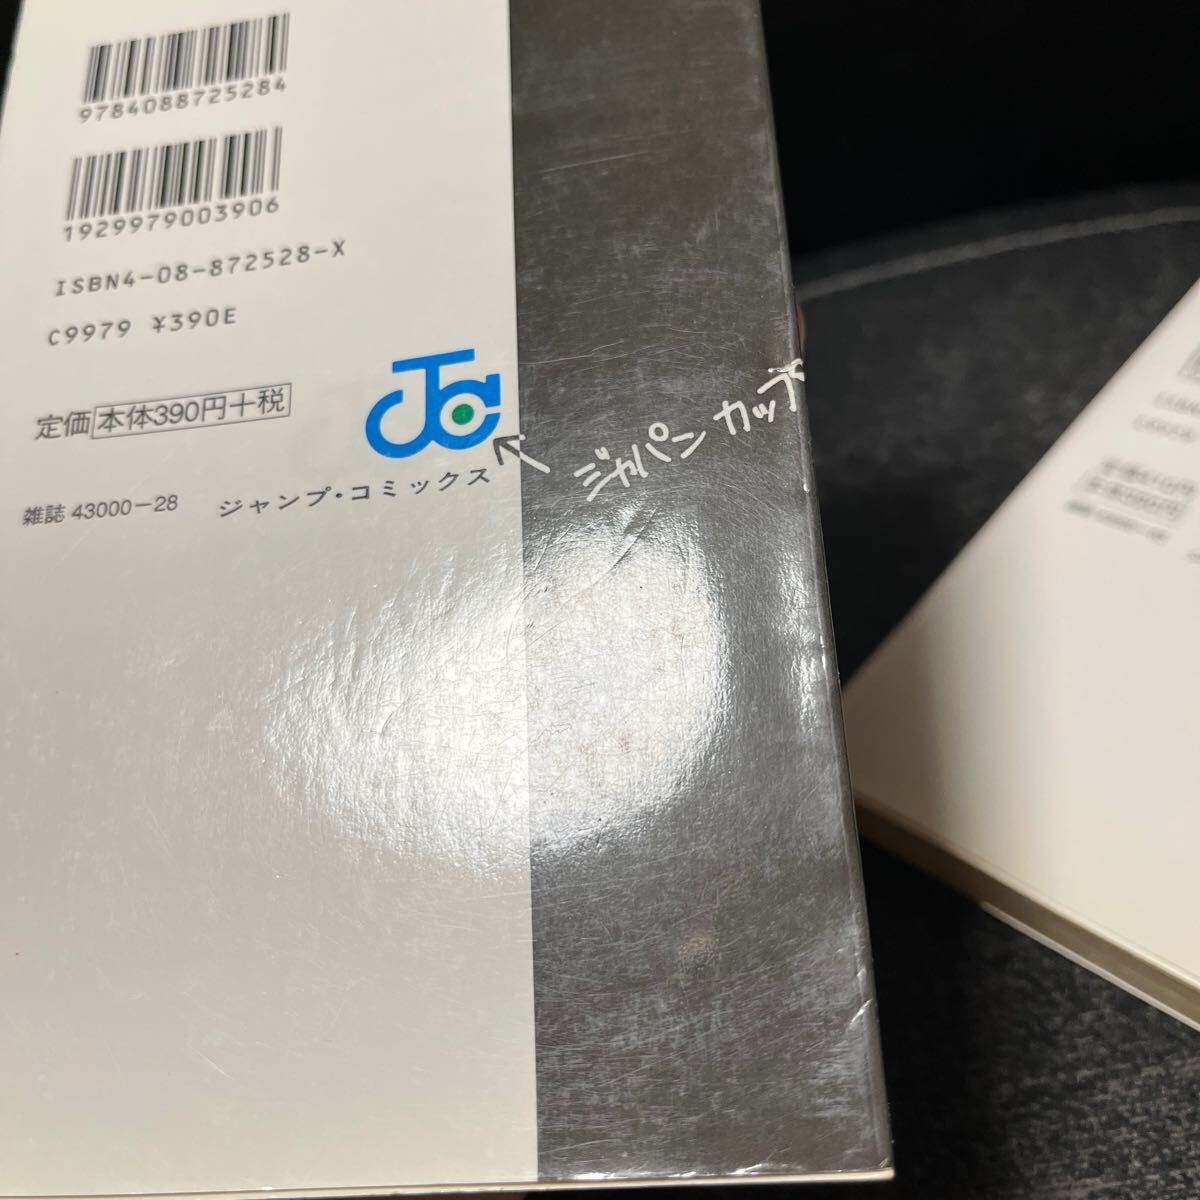 9784088725284
1929979003906
ISBN4-08-872528-X
C9979 ¥390E
定価 本体390円+税
JC
ジャパン カップ
雑誌 43000-28
ジャンプ・コミックス